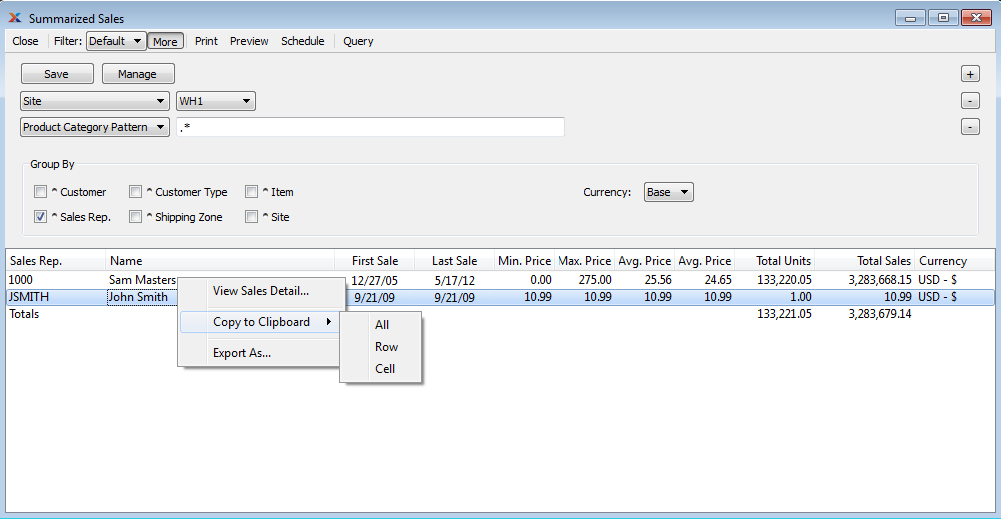 Summarized Sales
Close Filter: Default More Print Preview Schedule Query
Save Manage +
Site WH1 -
Product Category Pattern .* -
Group By
^ Customer ^ Customer Type ^ Item Currency: Base
^ Sales Rep. ^ Shipping Zone ^ Site
Sales Rep. Name First Sale Last Sale Min. Price Max. Price Avg. Price Avg. Price Total Units Total Sales Currency
1000 Sam Masters 12/27/05 5/17/12 0.00 275.00 25.56 24.65 133,220.05 3,283,668.15 USD - $
JSMITH John Smith 9/21/09 9/21/09 10.99 10.99 10.99 10.99 1.00 10.99 USD - $
Totals 133,221.05 3,283,679.14
View Sales Detail...
Copy to Clipboard
Export As...
All
Row
Cell